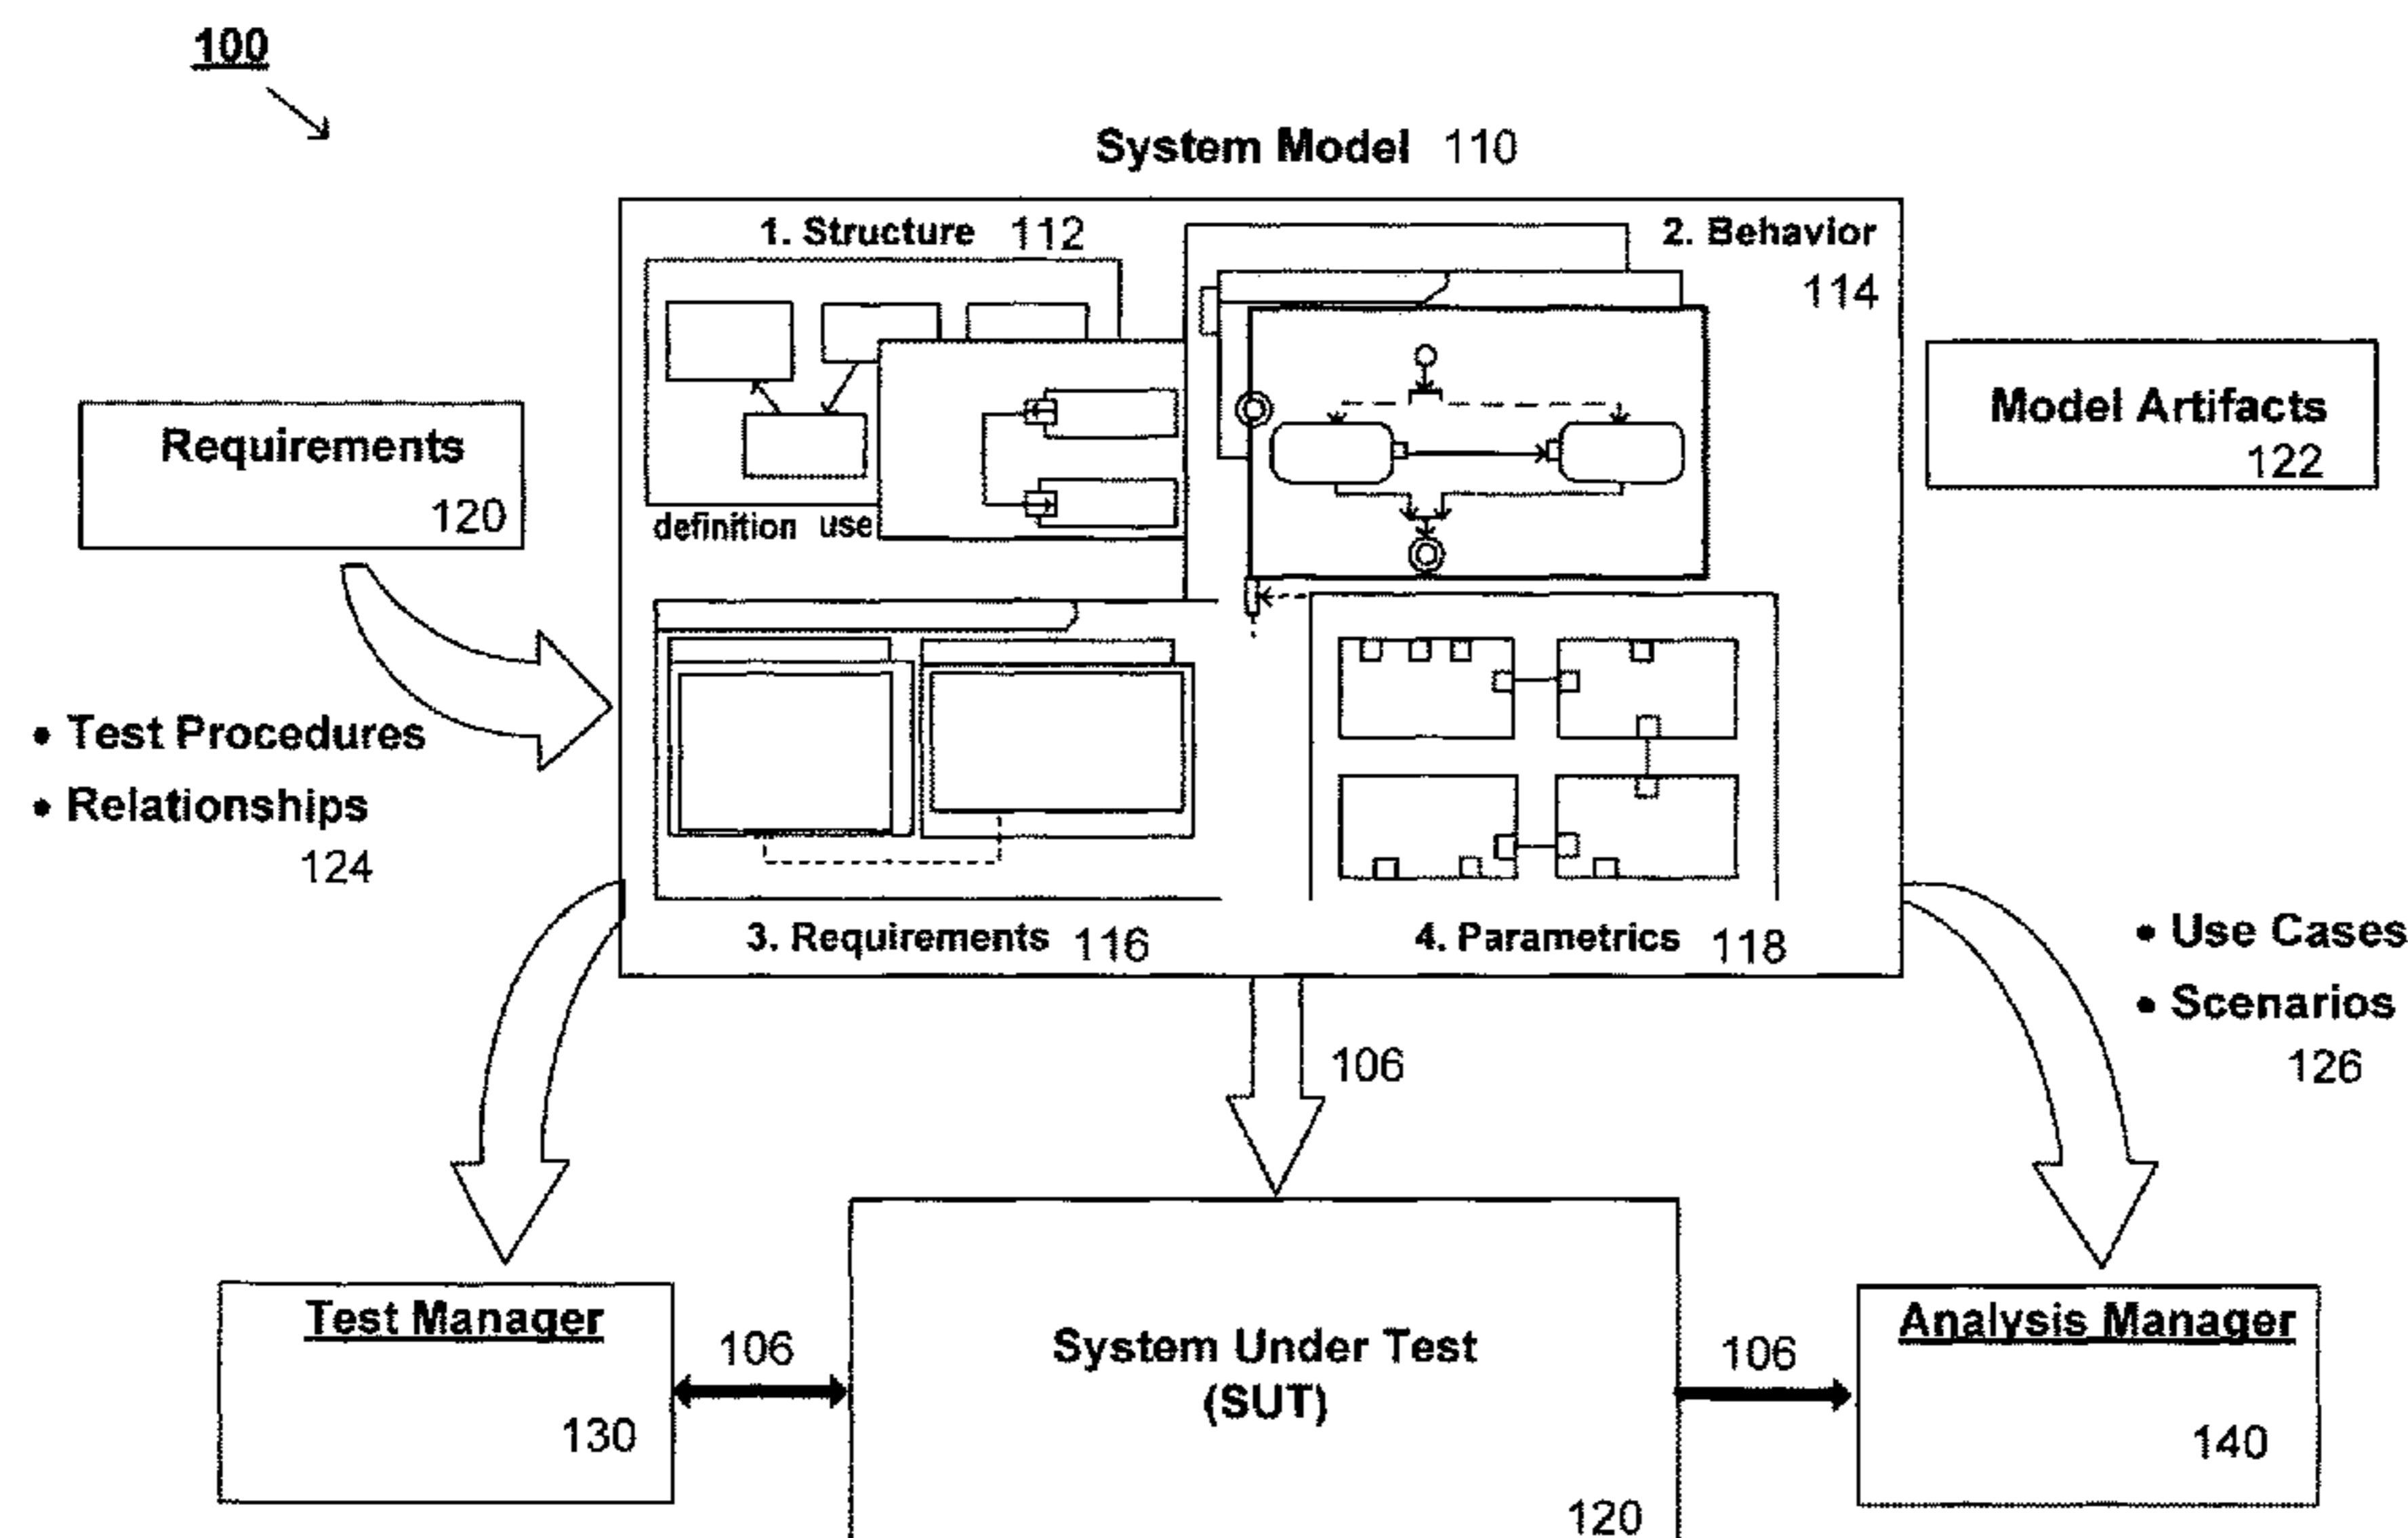 100
System Model 110
1. Structure 112
2. Behavior
114
definition use
Requirements
120
Model Artifacts
122
• Test Procedures
• Relationships
124
3. Requirements 116
4. Parametrics 118
• Use Cases
• Scenarios
126
106
Test Manager
130
106
System Under Test
(SUT)
120
106
Analysis Manager
140